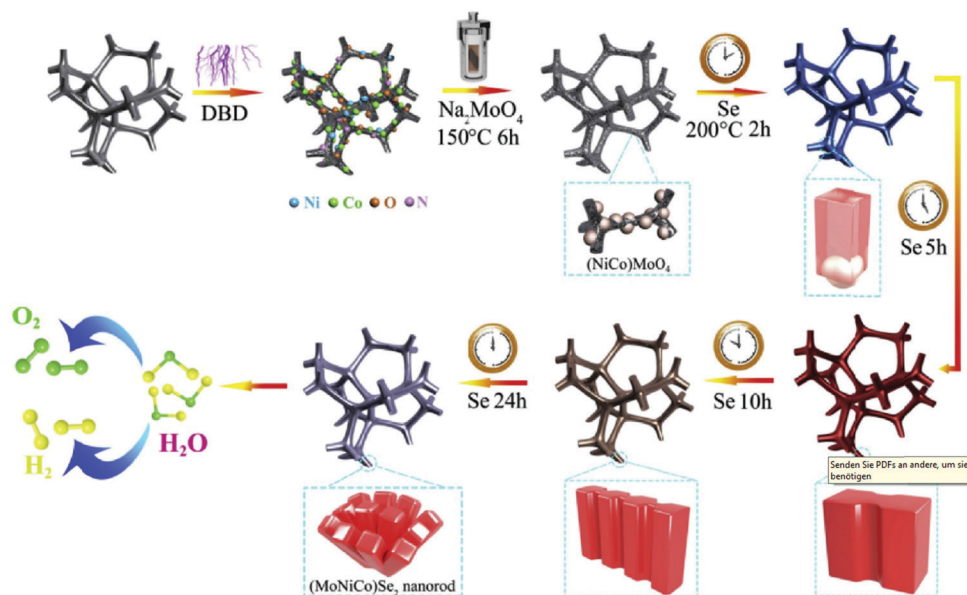 DBD
Na₂MoO₄
150°C 6h
Se
200°C 2h
Ni Co O N
(NiCo)MoO₄
Se 5h
O₂
H₂
H₂O
Se 24h
Se 10h
Senden Sie PDFs an andere, um sie
benötigen
(MoNiCo)Se₂ nanorod